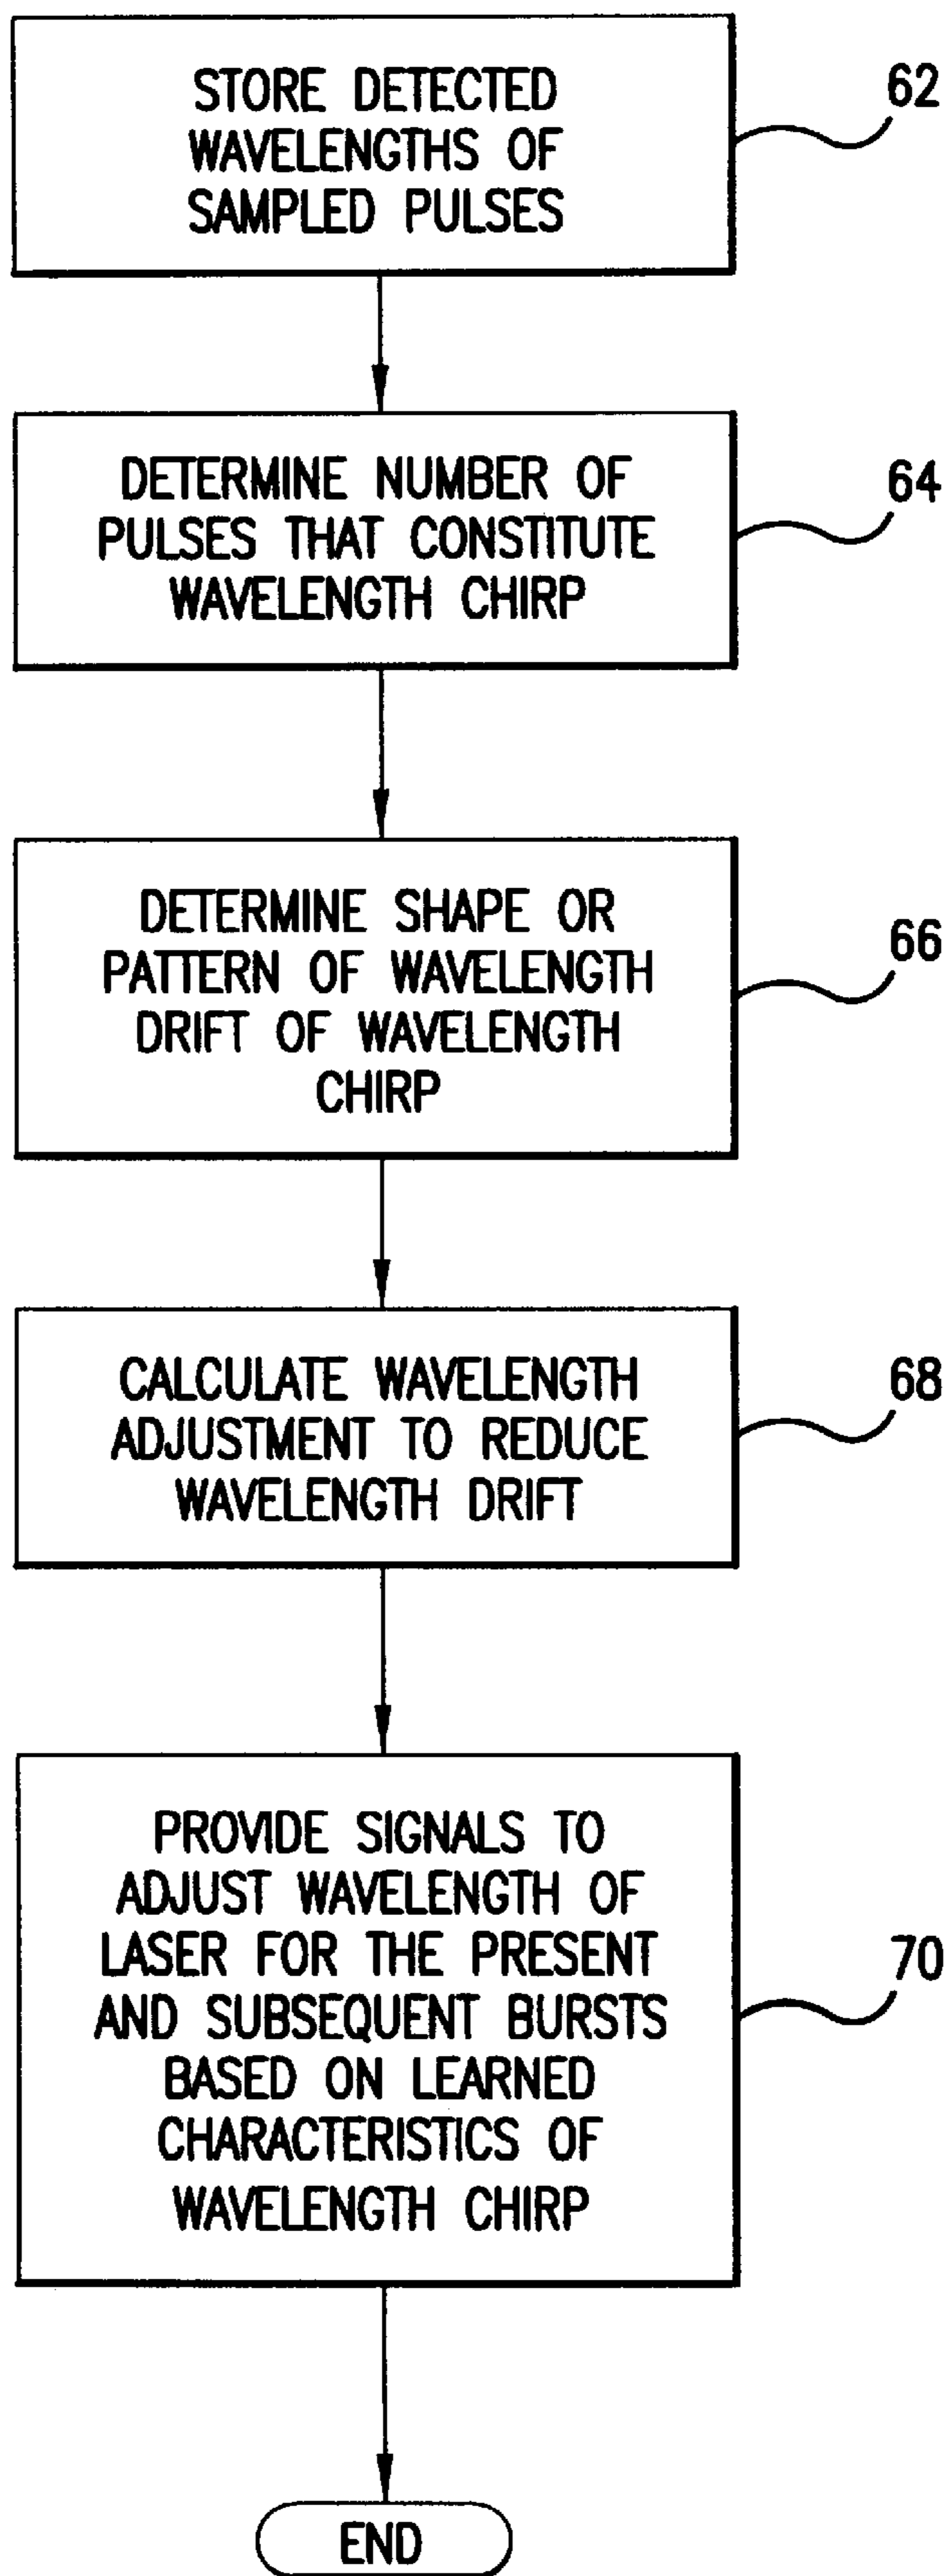 STORE DETECTED
WAVELENGTHS OF
SAMPLED PULSES
62
DETERMINE NUMBER OF
PULSES THAT CONSTITUTE
WAVELENGTH CHIRP
64
DETERMINE SHAPE OR
PATTERN OF WAVELENGTH
DRIFT OF WAVELENGTH
CHIRP
66
CALCULATE WAVELENGTH
ADJUSTMENT TO REDUCE
WAVELENGTH DRIFT
68
PROVIDE SIGNALS TO
ADJUST WAVELENGTH OF
LASER FOR THE PRESENT
AND SUBSEQUENT BURSTS
BASED ON LEARNED
CHARACTERISTICS OF
WAVELENGTH CHIRP
70
END